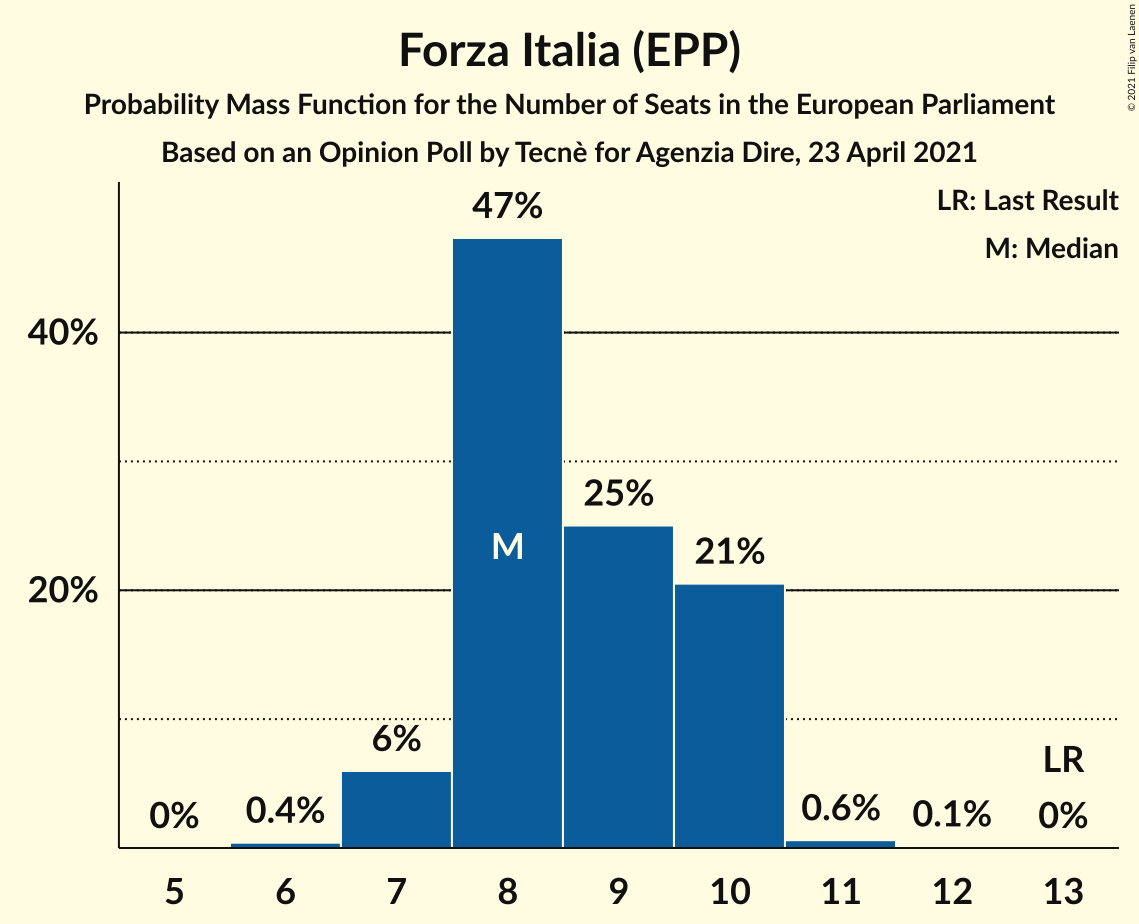 Forza Italia (EPP)
Probability Mass Function for the Number of Seats in the European Parliament
Based on an Opinion Poll by Tecnè for Agenzia Dire, 23 April 2021
© 2021 Filip van Laenen
LR: Last Result
M: Median
40%
20%
0%
0.4%
6%
47%
M
25%
21%
0.6%
0.1%
LR
0%
5 6 7 8 9 10 11 12 13